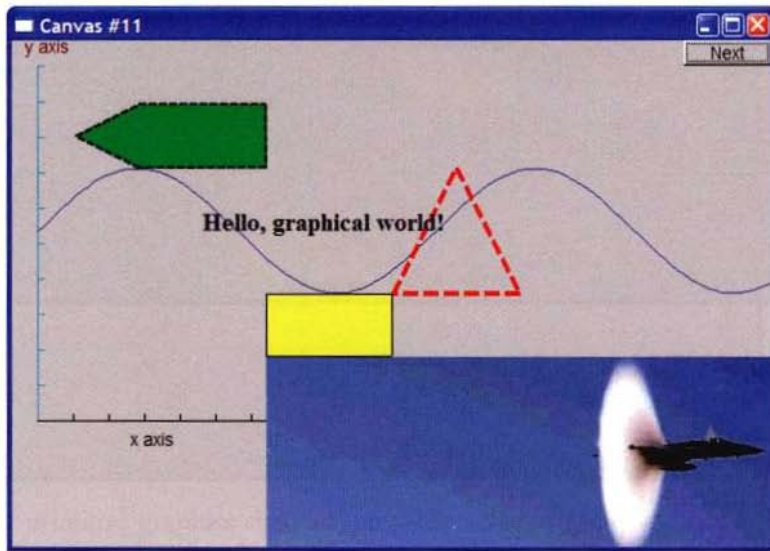 Canvas #11
y axis
Next
Hello, graphical world!
x axis